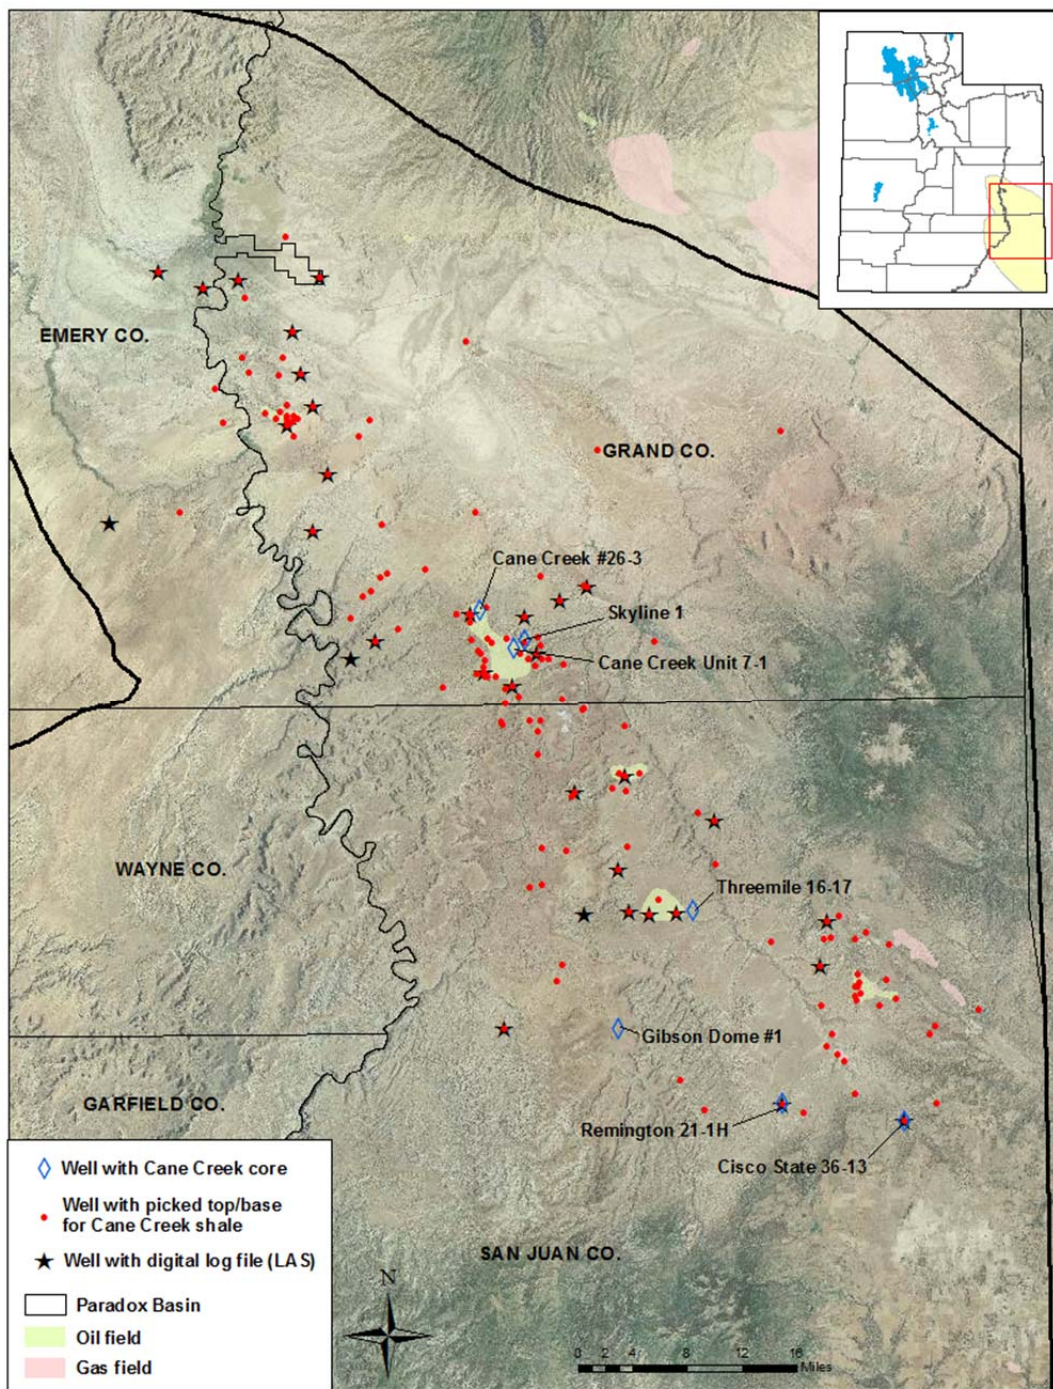 EMERY CO.
GRAND CO.
Cane Creek #26-3
Skyline 1
Cane Creek Unit 7-1
WAYNE CO.
Threemile 16-17
Gibson Dome #1
GARFIELD CO.
Remington 21-1H
Cisco State 36-13
SAN JUAN CO.
Well with Cane Creek core
Well with picked top/base
for Cane Creek shale
Well with digital log file (LAS)
Paradox Basin
Oil field
Gas field
N
0 2 4 8 12 16
Miles